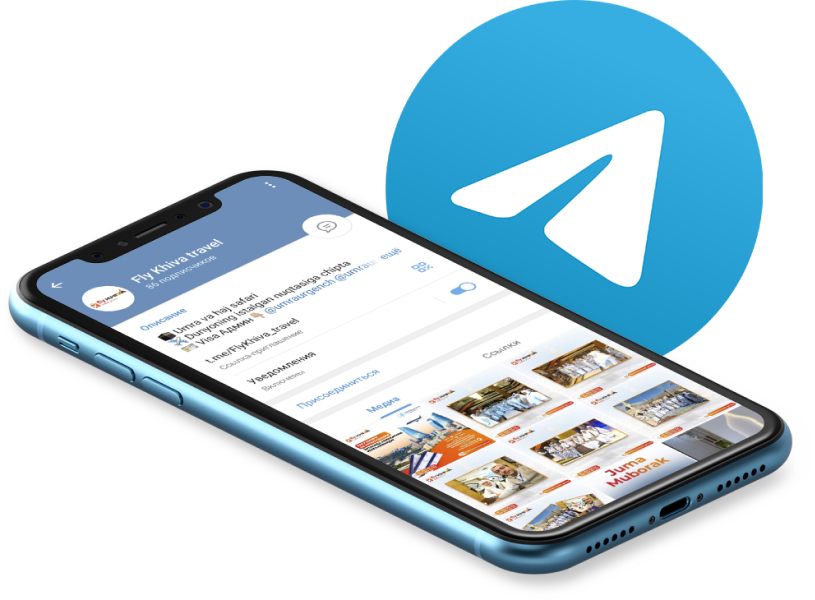 Fly Khiva travel
86 подписчиков
Описание
🕋 Umra va haj safari
✈️ Dunyoning istalgan nuqtasiga chipta
Visa Админ👇🏼 @umraurgench @umra ещё
t.me/FlyKhiva_travel
Ссылка-приглашение
Уведомления
Включены
Присоединиться
Медиа
Ссылки
Juma
Muborak